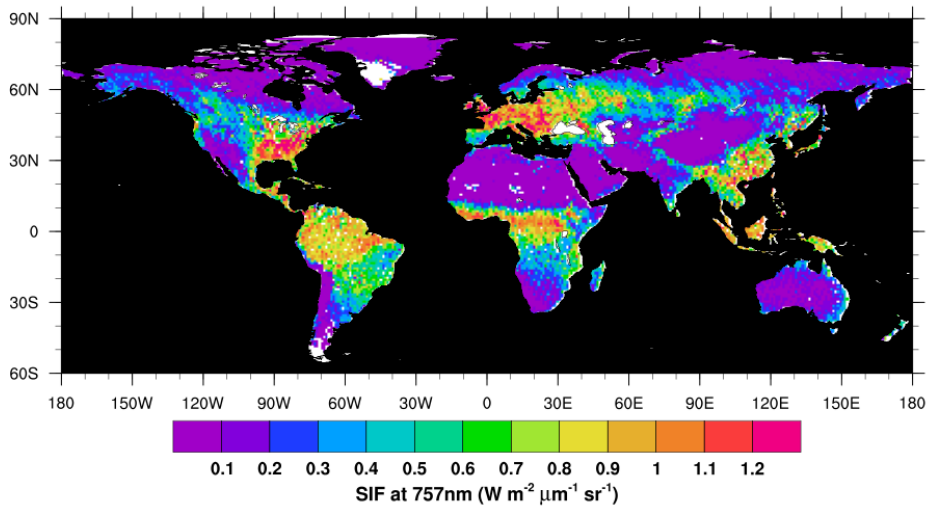 90N
60N
30N
0
30S
60S
180 150W 120W 90W 60W 30W 0 30E 60E 90E 120E 150E 180
0.1 0.2 0.3 0.4 0.5 0.6 0.7 0.8 0.9 1 1.1 1.2
SIF at 757nm (W m⁻² μm⁻¹ sr⁻¹)